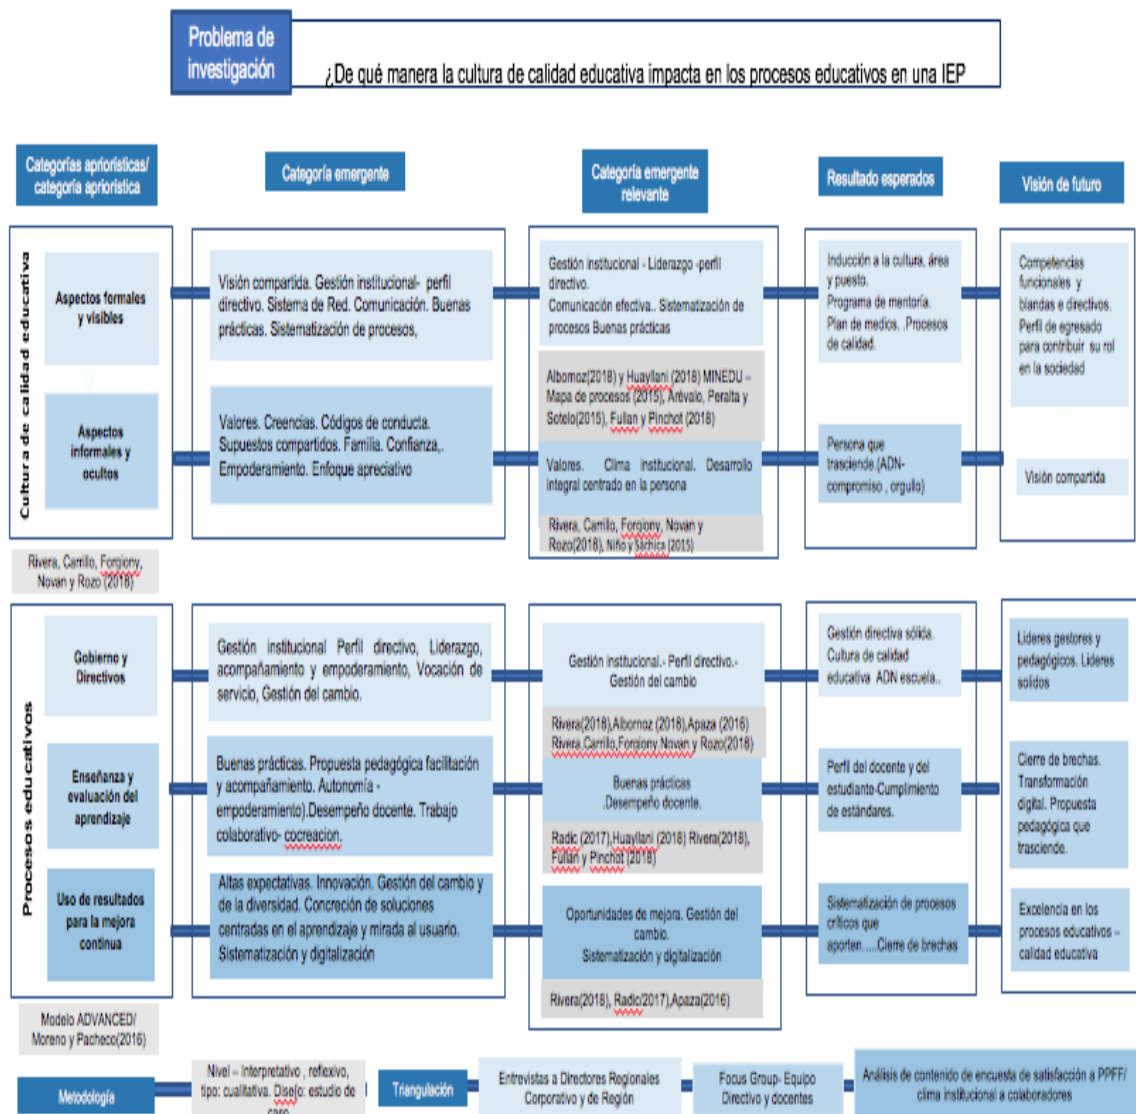 Problema de
investigación
¿De qué manera la cultura de calidad educativa impacta en los procesos educativos en una IEP
Categorías apriorísticas/
categoría apriorística
Categoría emergente
Categoría emergente
relevante
Resultado esperados
Visión de futuro
Cultura de calidad educativa
Aspectos formales
y visibles
Visión compartida. Gestión institucional- perfil
directivo. Sistema de Red. Comunicación. Buenas
prácticas. Sistematización de procesos,
Gestión institucional - Liderazgo -perfil
directivo.
Comunicación efectiva.. Sistematización de
procesos Buenas prácticas
Inducción a la cultura, área
y puesto.
Programa de mentoría.
Plan de medios. .Procesos
de calidad.
Competencias
funcionales y
blandas e directivos.
Perfil de egresado
para contribuir su rol
en la sociedad
Albornoz(2018) y Huayllani (2018) MINEDU –
Mapa de procesos (2015), Arévalo, Peralta y
Sotelo(2015), Fullan y Pinchot (2018)
Aspectos
informales y
ocultos
Valores. Creencias. Códigos de conducta.
Supuestos compartidos. Familia. Confianza,.
Empoderamiento. Enfoque apreciativo
Valores. Clima institucional. Desarrollo
integral centrado en la persona
Persona que
trasciende.(ADN-
compromiso , orgullo)
Visión compartida
Rivera, Carrillo, Forgiony, Novan y
Rozo(2018), Niño y Sáchica (2015)
Rivera, Carrillo, Forgiony,
Novan y Rozo (2018)
Procesos educativos
Gobierno y
Directivos
Gestión institucional Perfil directivo, Liderazgo,
acompañamiento y empoderamiento, Vocación de
servicio, Gestión del cambio.
Gestión institucional.- Perfil directivo.-
Gestión del cambio
Gestión directiva sólida.
Cultura de calidad
educativa ADN escuela..
Lideres gestores y
pedagógicos. Lideres
solidos
Rivera(2018),Albornoz (2018),Apaza (2016)
Rivera,Carrillo,Forgiony,Novan y Rozo(2018)
Enseñanza y
evaluación del
aprendizaje
Buenas prácticas. Propuesta pedagógica facilitación
y acompañamiento. Autonomía -
empoderamiento).Desempeño docente. Trabajo
colaborativo- cocreacion.
Buenas prácticas
.Desempeño docente.
Perfil del docente y del
estudiante-Cumplimiento
de estándares.
Cierre de brechas.
Transformación
digital. Propuesta
pedagógica que
trasciende.
Radic (2017),Huayllani (2018) Rivera(2018),
Fullan y Pinchot (2018)
Uso de resultados
para la mejora
continua
Altas expectativas. Innovación. Gestión del cambio y
de la diversidad. Concreción de soluciones
centradas en el aprendizaje y mirada al usuario.
Sistematización y digitalización
Oportunidades de mejora. Gestión del
cambio.
Sistematización y digitalización
Sistematización de procesos
críticos que
aporten.....Cierre de brechas
Excelencia en los
procesos educativos –
calidad educativa
Rivera(2018), Radic/2017),Apaza(2016)
Modelo ADVANCED/
Moreno y Pacheco(2016)
Metodología
Nivel – Interpretativo , reflexivo,
tipo: cualitativa. Diseño: estudio de
caso
Triangulación
Entrevistas a Directores Regionales
Corporativo y de Región
Focus Group- Equipo
Directivo y docentes
Análisis de contenido de encuesta de satisfacción a PPFF/
clima institucional a colaboradores